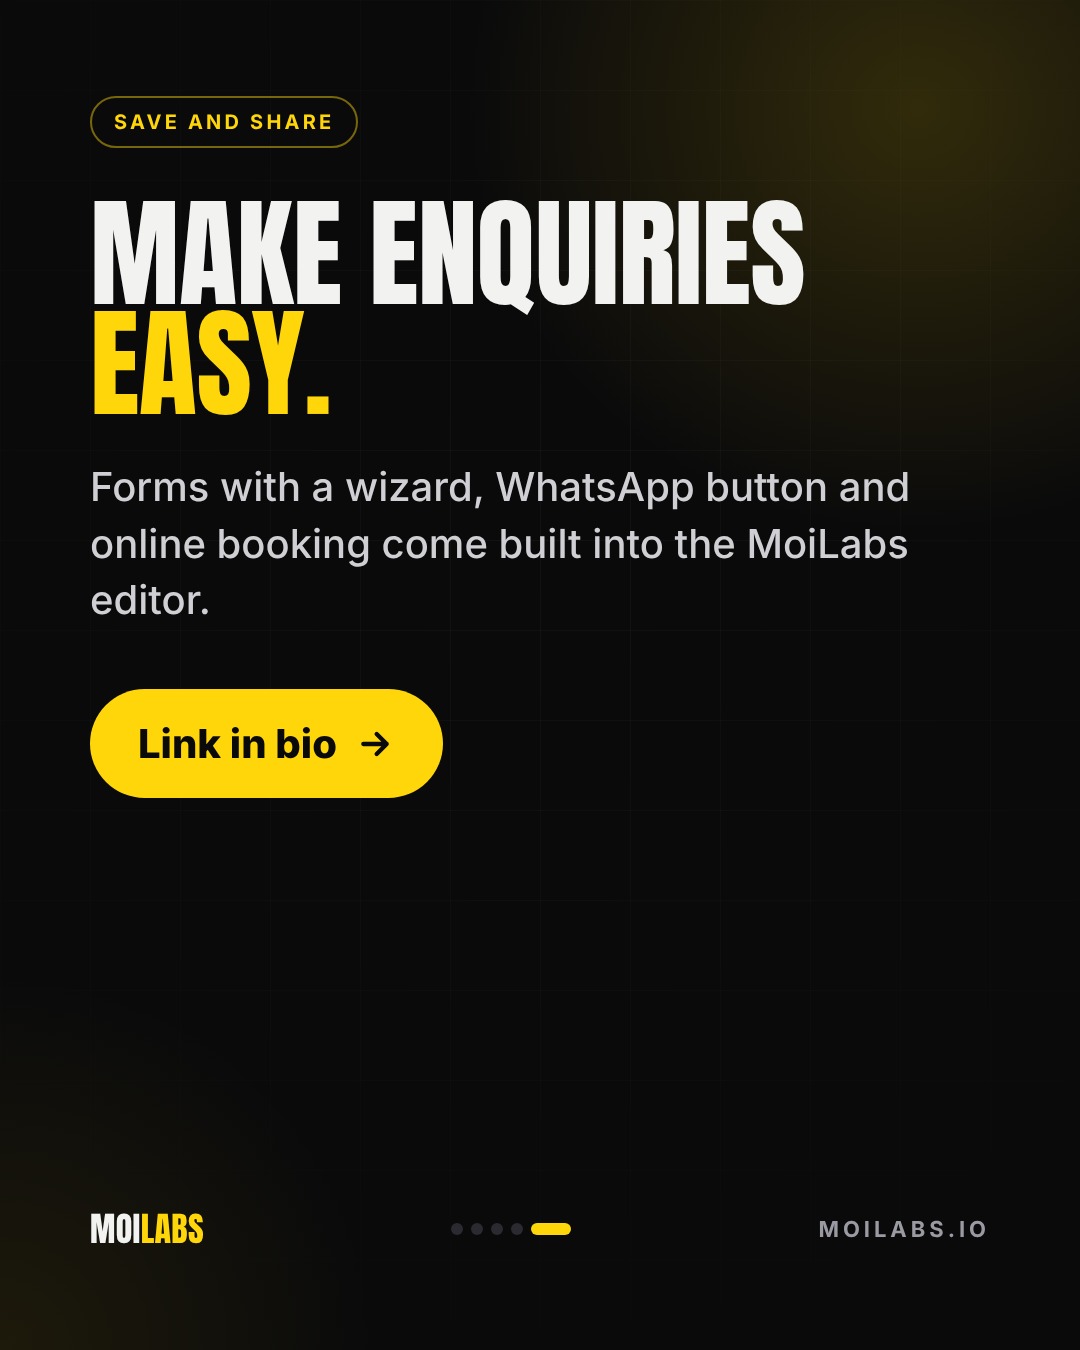 SAVE AND SHARE
MAKE ENQUIRIES
EASY.
Forms with a wizard, WhatsApp button and
online booking come built into the MoiLabs
editor.
Link in bio →
MOILABS
MOILABS.IO